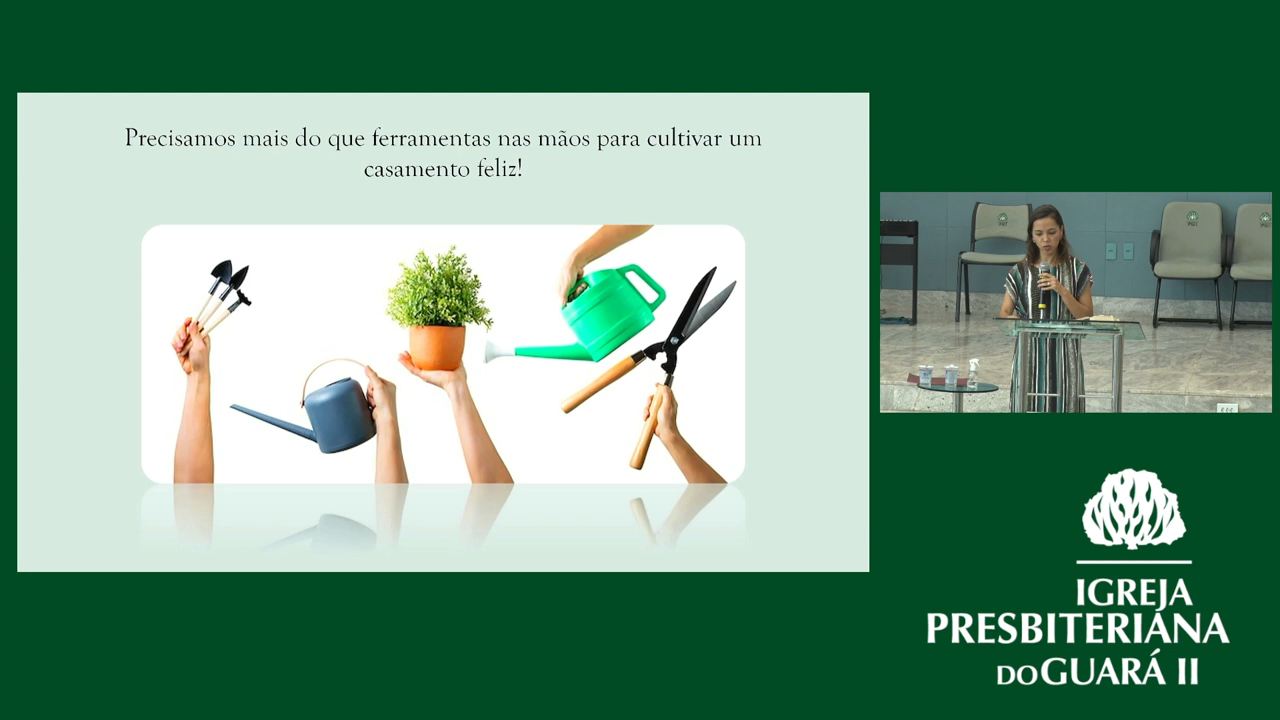 Precisamos mais do que ferramentas nas mãos para cultivar um
casamento feliz!
IGREJA
PRESBITERIANA
DO GUARÁ II